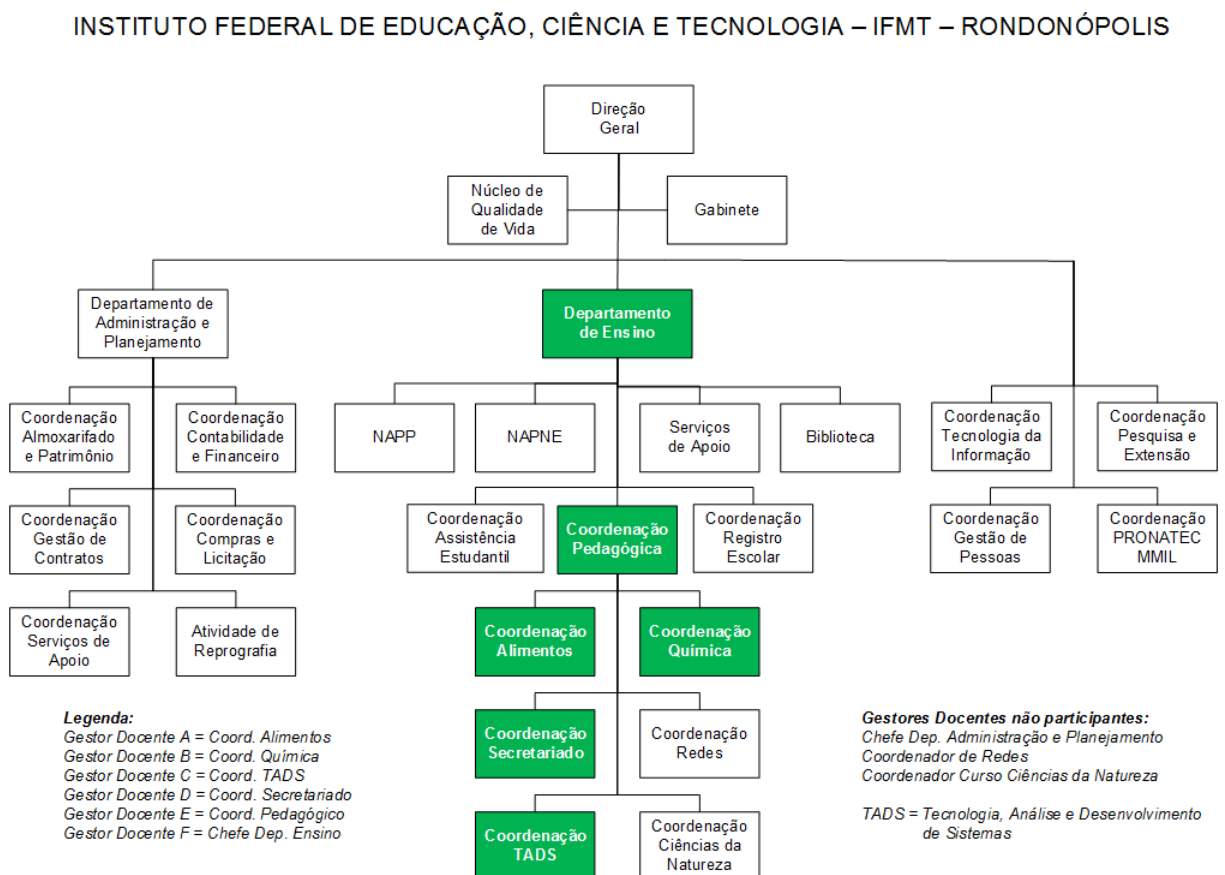 INSTITUTO FEDERAL DE EDUCAÇÃO, CIÊNCIA E TECNOLOGIA – IFMT – RONDONÓPOLIS
Direção
Geral
Núcleo de
Qualidade
de Vida
Gabinete
Departamento de
Administração e
Planejamento
Departamento
de Ensino
Coordenação
Almoxarifado
e Patrimônio
Coordenação
Contabilidade
e Financeiro
NAPP
NAPNE
Serviços
de Apoio
Biblioteca
Coordenação
Tecnologia da
Informação
Coordenação
Pesquisa e
Extensão
Coordenação
Gestão de
Contratos
Coordenação
Compras e
Licitação
Coordenação
Assistência
Estudantil
Coordenação
Pedagógica
Coordenação
Registro
Escolar
Coordenação
Gestão de
Pessoas
Coordenação
PRONATEC
MMIL
Coordenação
Serviços de
Apoio
Atividade de
Reprografia
Coordenação
Alimentos
Coordenação
Química
Coordenação
Secretariado
Coordenação
Redes
Coordenação
TADS
Coordenação
Ciências da
Natureza
Legenda:
Gestor Docente A = Coord. Alimentos
Gestor Docente B = Coord. Química
Gestor Docente C = Coord. TADS
Gestor Docente D = Coord. Secretariado
Gestor Docente E = Coord. Pedagógico
Gestor Docente F = Chefe Dep. Ensino
Gestores Docentes não participantes:
Chefe Dep. Administração e Planejamento
Coordenador de Redes
Coordenador Curso Ciências da Natureza
TADS = Tecnologia, Análise e Desenvolvimento
de Sistemas